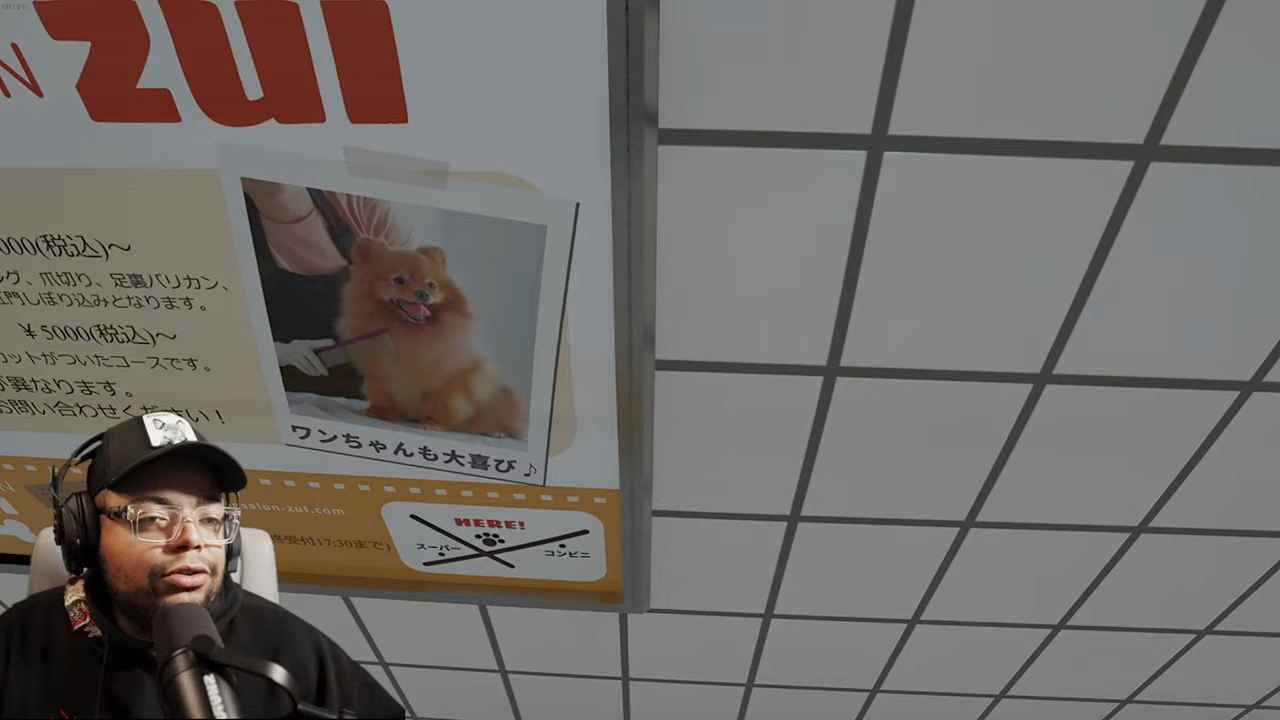 N zui
000(税込)〜
グ、爪切り、足裏バリカン、
肛門しぼり込みとなります。
¥5000(税込)〜
カットがついたコースです。
が異なります。
お問い合わせください！
ワンちゃんも大喜び♪
salon-zui.com
終受付17:30まで)
HERE!
スーパー
コンビニ